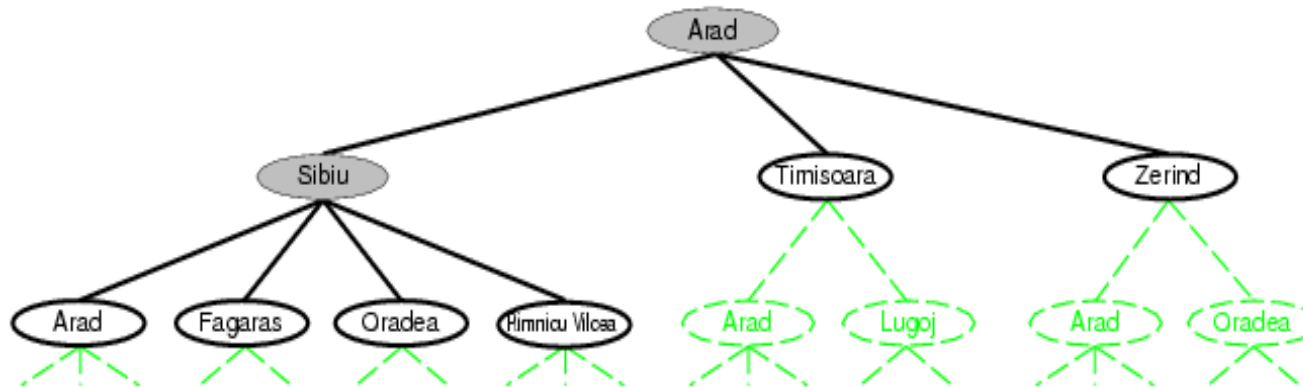 Arad
Sibiu
Timisoara
Zerind
Arad
Fagaras
Oradea
Rimnicu Vilcea
Arad
Lugoj
Arad
Oradea